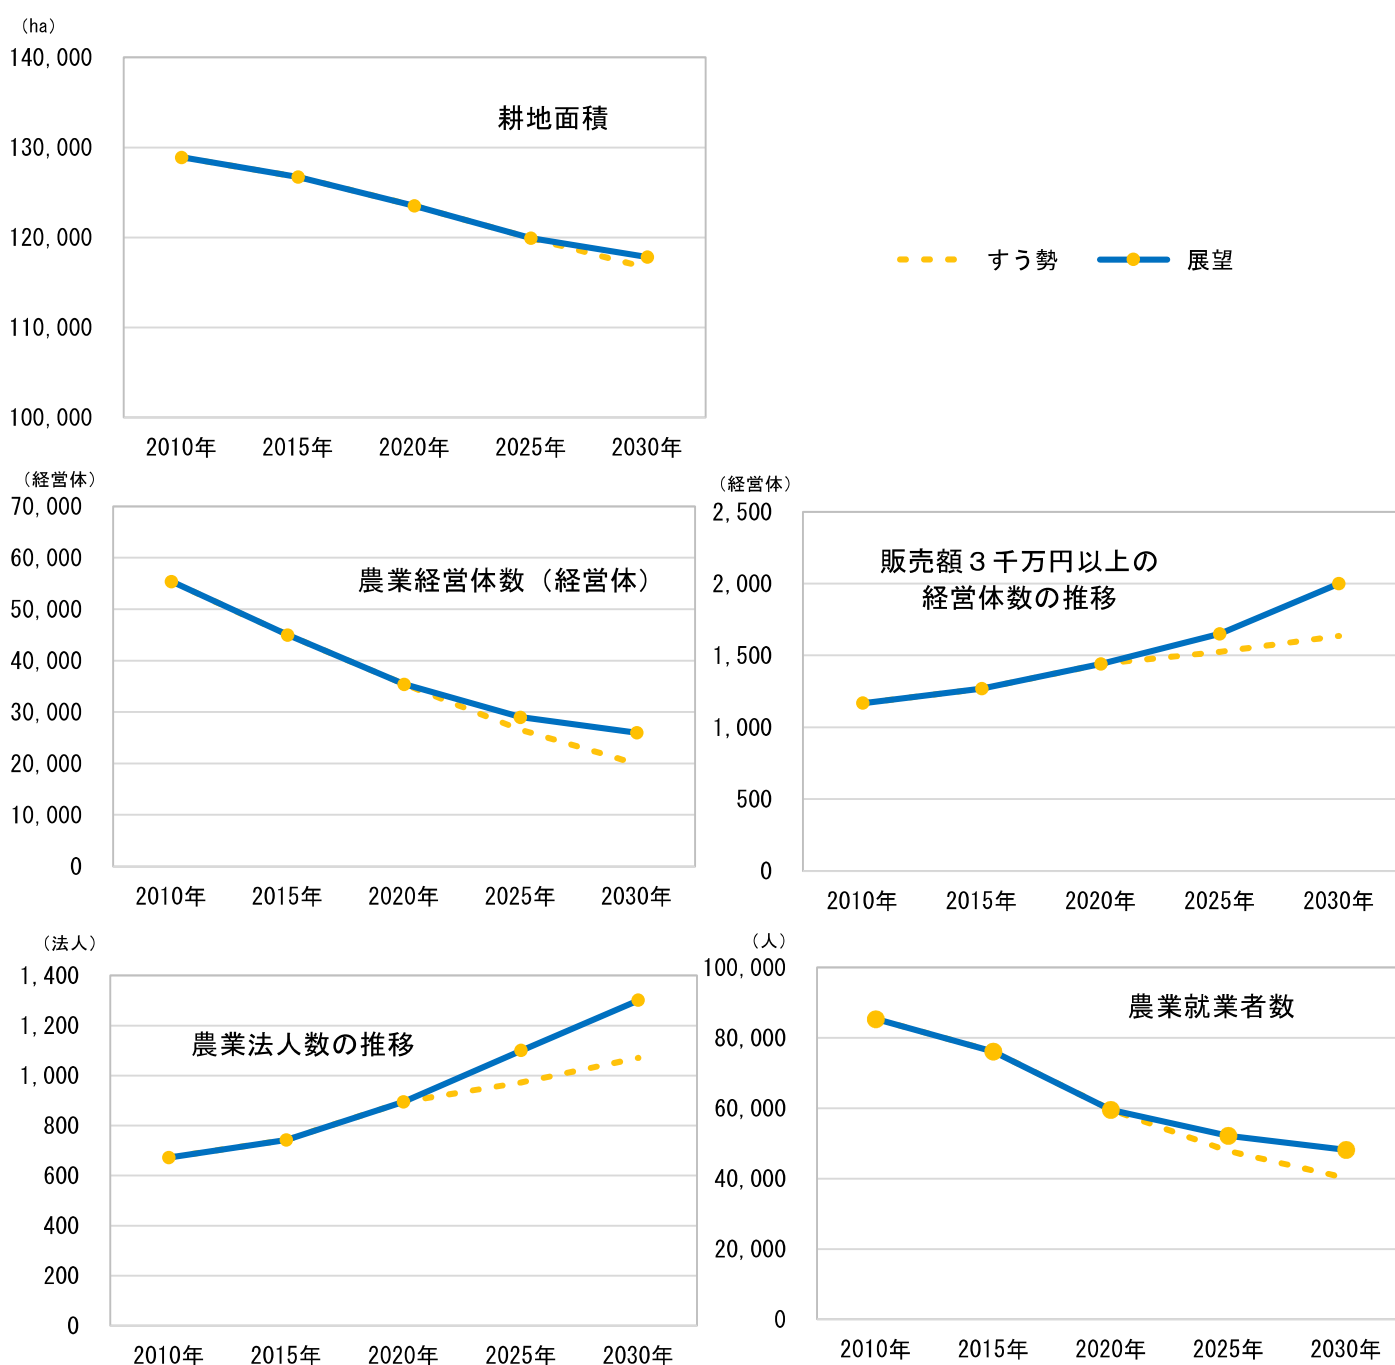 （ha）
140,000
130,000
120,000
110,000
100,000
耕地面積
2010年 2015年 2020年 2025年 2030年
すう勢 展望
（経営体）
70,000
60,000
50,000
40,000
30,000
20,000
10,000
0
農業経営体数（経営体）
2010年 2015年 2020年 2025年 2030年
（経営体）
2,500
2,000
1,500
1,000
500
0
販売額３千万円以上の
経営体数の推移
2010年 2015年 2020年 2025年 2030年
（法人）
1,400
1,200
1,000
800
600
400
200
0
農業法人数の推移
2010年 2015年 2020年 2025年 2030年
（人）
100,000
80,000
60,000
40,000
20,000
0
農業就業者数
2010年 2015年 2020年 2025年 2030年